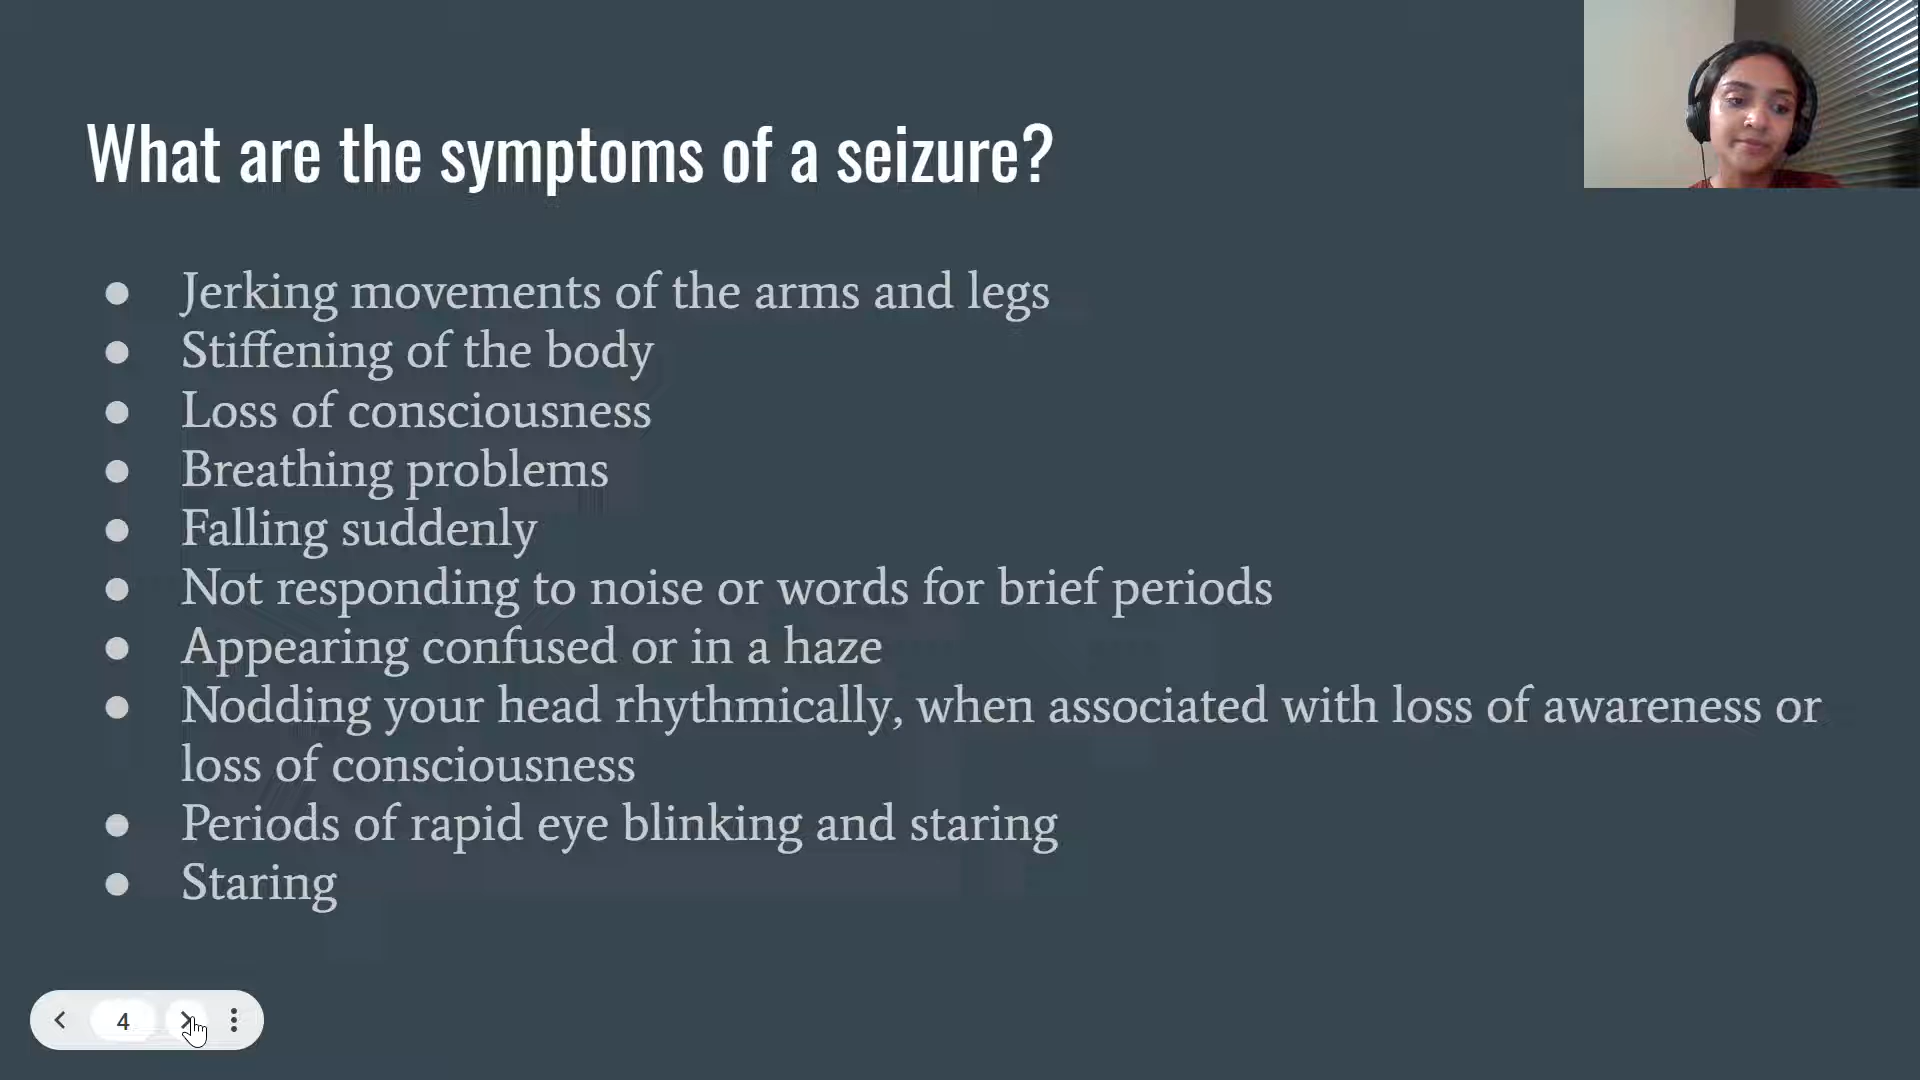 What are the symptoms of a seizure?
● Jerking movements of the arms and legs
● Stiffening of the body
● Loss of consciousness
● Breathing problems
● Falling suddenly
● Not responding to noise or words for brief periods
● Appearing confused or in a haze
● Nodding your head rhythmically, when associated with loss of awareness or
loss of consciousness
● Periods of rapid eye blinking and staring
● Staring
4